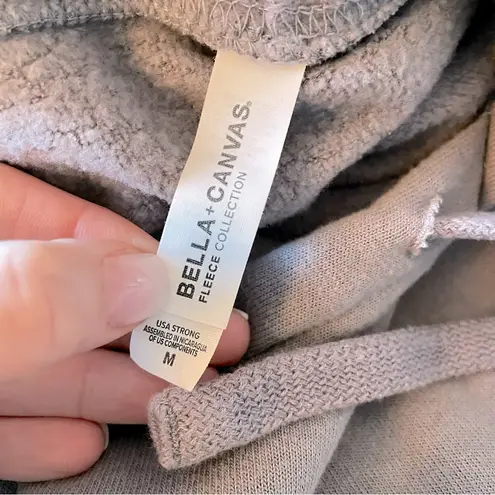 BELLA+CANVAS®
FLEECE COLLECTION
USA STRONG
ASSEMBLED IN NICARAGUA
OF US COMPONENTS
M